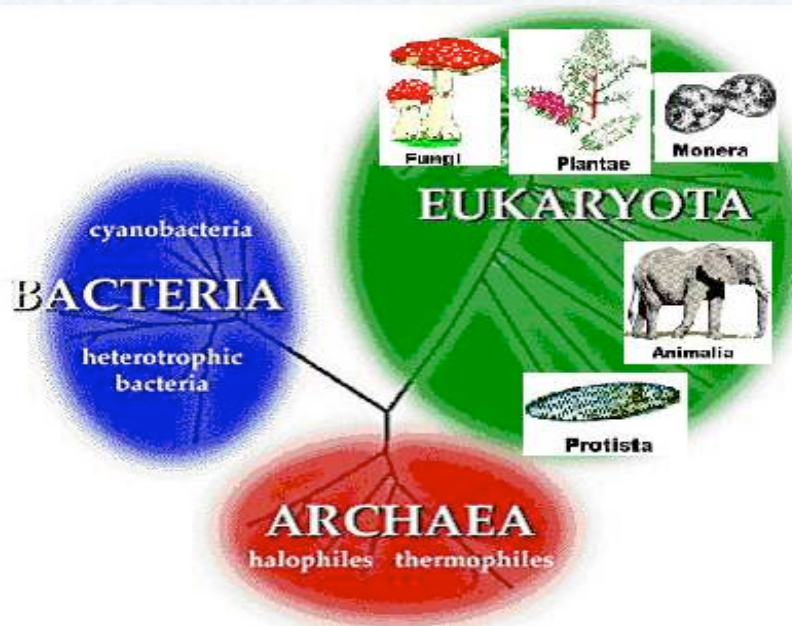 Fungi
Plantae
Monera
EUKARYOTA
cyanobacteria
BACTERIA
heterotrophic
bacteria
Animalia
Protista
ARCHAEA
halophiles thermophiles